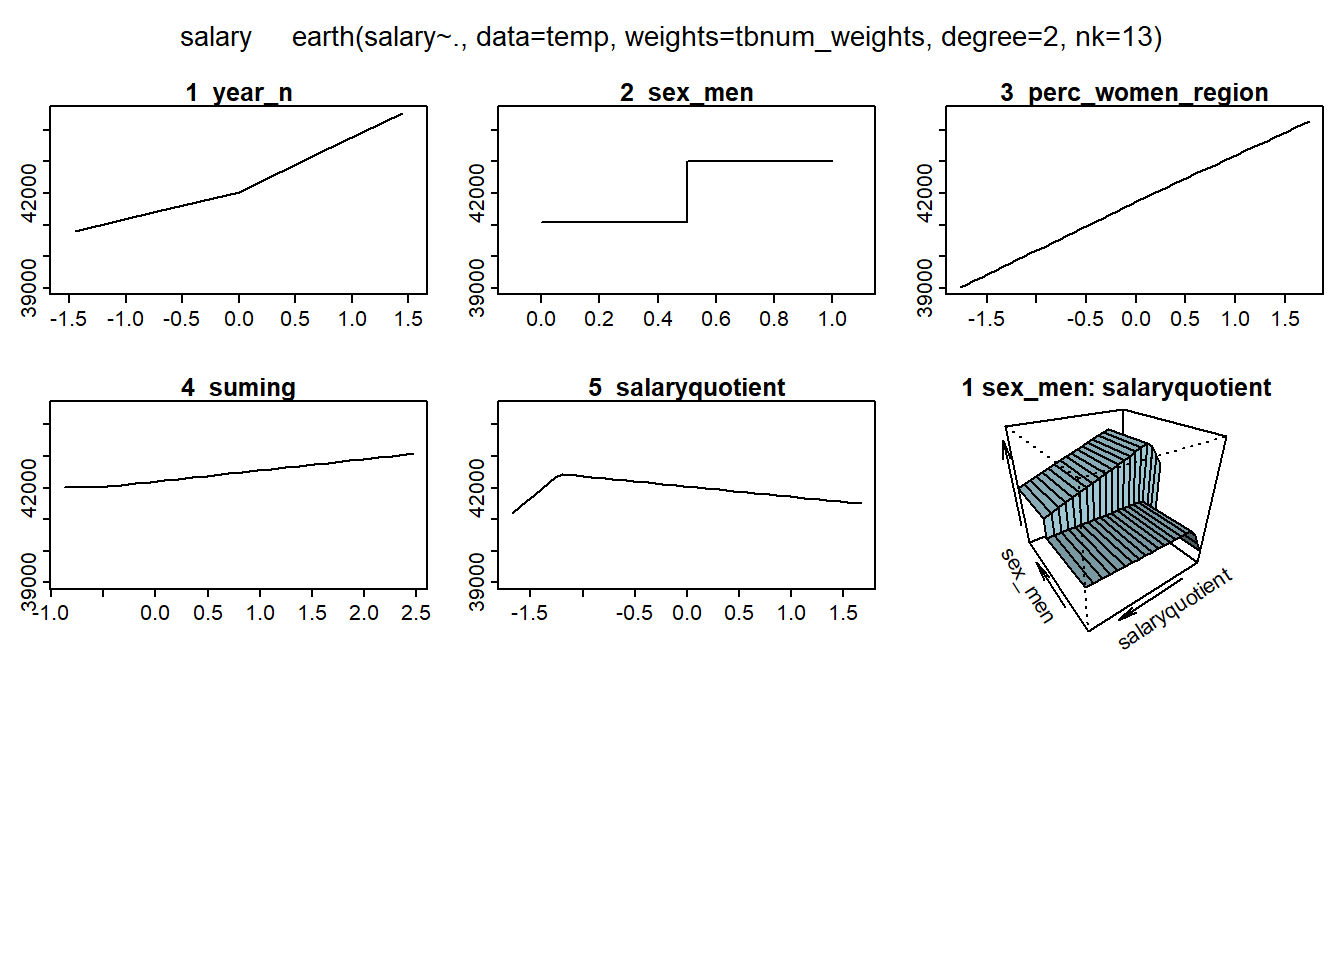 salary earth(salary~., data=temp, weights=tbnum_weights, degree=2, nk=13)
1 year_n
42000
39000
-1.5 -1.0 -0.5 0.0 0.5 1.0 1.5
2 sex_men
42000
39000
0.0 0.2 0.4 0.6 0.8 1.0
3 perc_women_region
42000
39000
-1.5 -0.5 0.0 0.5 1.0 1.5
4 suming
42000
39000
-1.0 0.0 0.5 1.0 1.5 2.0 2.5
5 salaryquotient
42000
39000
-1.5 -0.5 0.0 0.5 1.0 1.5
1 sex_men: salaryquotient
sex_men
salaryquotient